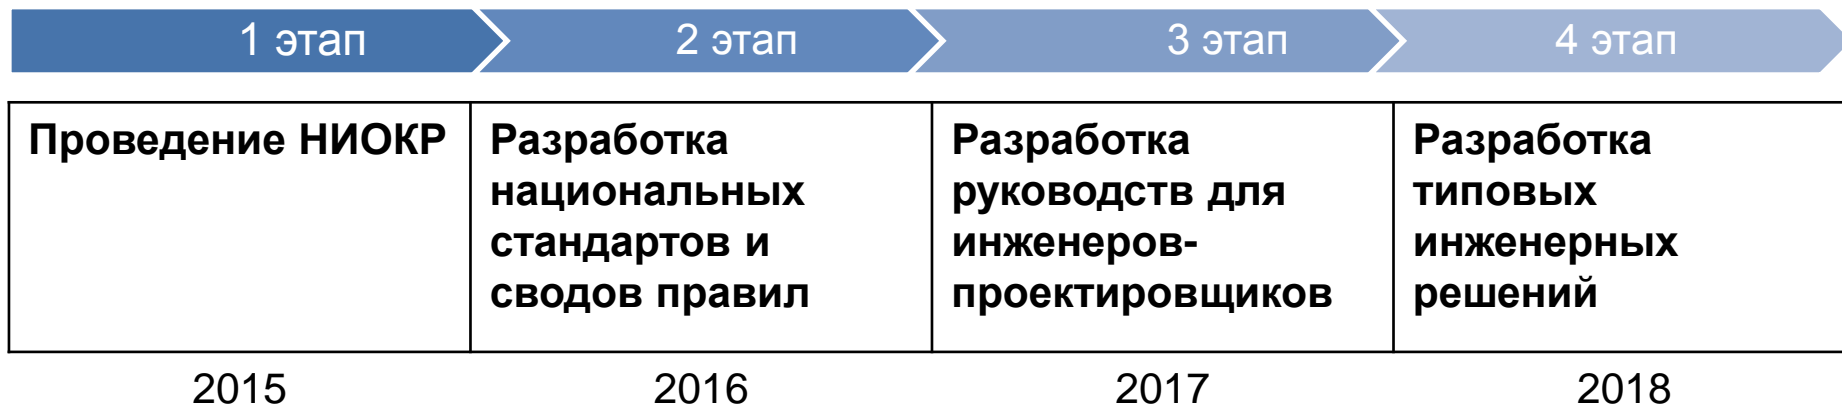 1 этап
2 этап
3 этап
4 этап
Проведение НИОКР
Разработка
национальных
стандартов и
сводов правил
Разработка
руководств для
инженеров-
проектировщиков
Разработка
типовых
инженерных
решений
2015
2016
2017
2018